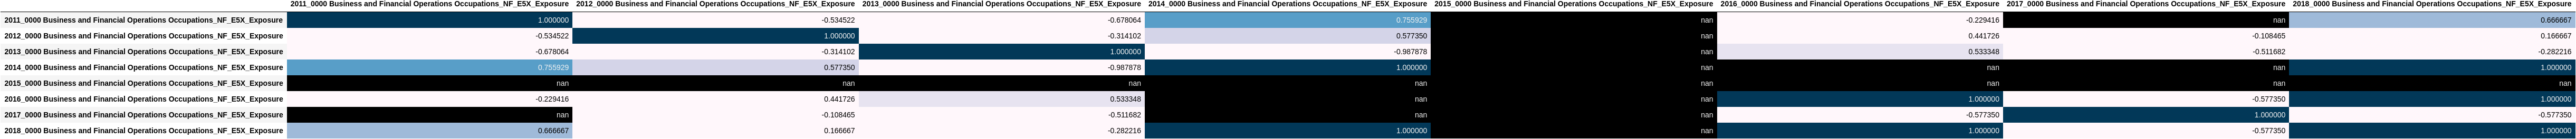 2011_0000 Business and Financial Operations Occupations_NF_E5X_Exposure 2012_0000 Business and Financial Operations Occupations_NF_E5X_Exposure 2013_0000 Business and Financial Operations Occupations_NF_E5X_Exposure 2014_0000 Business and Financial Operations Occupations_NF_E5X_Exposure 2015_0000 Business and Financial Operations Occupations_NF_E5X_Exposure 2016_0000 Business and Financial Operations Occupations_NF_E5X_Exposure 2017_0000 Business and Financial Operations Occupations_NF_E5X_Exposure 2018_0000 Business and Financial Operations Occupations_NF_E5X_Exposure
2011_0000 Business and Financial Operations Occupations_NF_E5X_Exposure 1.000000 -0.534522 -0.678064 0.755929 nan -0.229416 nan 0.666667
2012_0000 Business and Financial Operations Occupations_NF_E5X_Exposure -0.534522 1.000000 -0.314102 0.577350 nan 0.441726 -0.108465 0.166667
2013_0000 Business and Financial Operations Occupations_NF_E5X_Exposure -0.678064 -0.314102 1.000000 -0.987878 nan 0.533348 -0.511682 -0.282216
2014_0000 Business and Financial Operations Occupations_NF_E5X_Exposure 0.755929 0.577350 -0.987878 1.000000 nan nan nan 1.000000
2015_0000 Business and Financial Operations Occupations_NF_E5X_Exposure nan nan nan nan nan nan nan nan
2016_0000 Business and Financial Operations Occupations_NF_E5X_Exposure -0.229416 0.441726 0.533348 nan nan 1.000000 -0.577350 1.000000
2017_0000 Business and Financial Operations Occupations_NF_E5X_Exposure nan -0.108465 -0.511682 nan nan -0.577350 1.000000 -0.577350
2018_0000 Business and Financial Operations Occupations_NF_E5X_Exposure 0.666667 0.166667 -0.282216 1.000000 nan 1.000000 -0.577350 1.000000